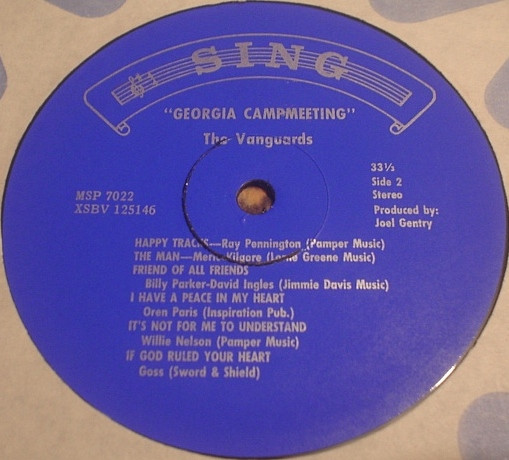 SING
"GEORGIA CAMPMEETING"
The Vanguards
33⅓
Side 2
Stereo
MSP 7022
XSBV 125146
Produced by:
Joel Gentry
HAPPY TRACKS—Ray Pennington (Pamper Music)
THE MAN—Merle Kilgore (Lorne Greene Music)
FRIEND OF ALL FRIENDS
Billy Parker-David Ingles (Jimmie Davis Music)
I HAVE A PEACE IN MY HEART
Oren Paris (Inspiration Pub.)
IT'S NOT FOR ME TO UNDERSTAND
Willie Nelson (Pamper Music)
IF GOD RULED YOUR HEART
Goss (Sword & Shield)